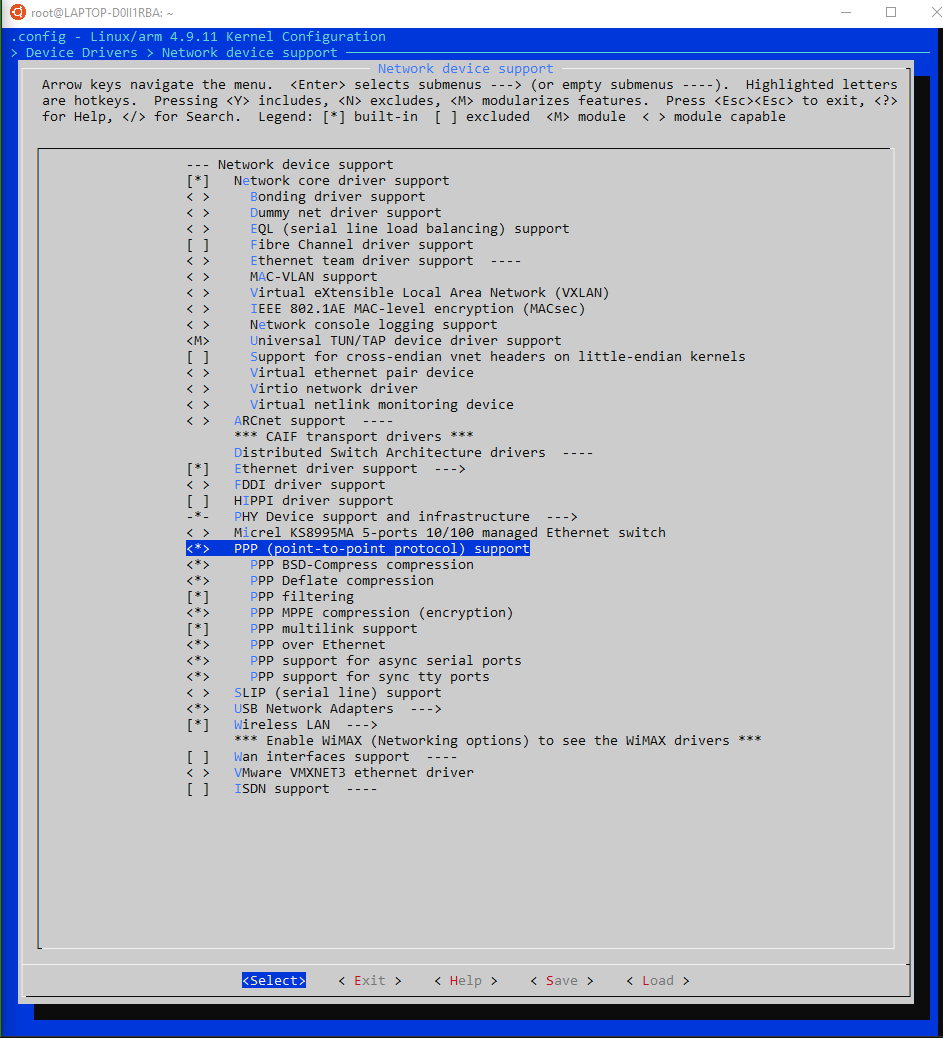 root@LAPTOP-D0II1RBA: ~
.config - Linux/arm 4.9.11 Kernel Configuration
> Device Drivers > Network device support
Network device support
Arrow keys navigate the menu.  <Enter> selects submenus ---> (or empty submenus ----).  Highlighted letters
are hotkeys.  Pressing <Y> includes, <N> excludes, <M> modularizes features.  Press <Esc><Esc> to exit, <?>
for Help, </> for Search.  Legend: [*] built-in  [ ] excluded  <M> module  < > module capable
--- Network device support
[*]   Network core driver support
< >     Bonding driver support
< >     Dummy net driver support
< >     EQL (serial line load balancing) support
[ ]     Fibre Channel driver support
< >     Ethernet team driver support  ----
< >     MAC-VLAN support
< >     Virtual eXtensible Local Area Network (VXLAN)
< >     IEEE 802.1AE MAC-level encryption (MACsec)
< >     Network console logging support
<M>     Universal TUN/TAP device driver support
[ ]     Support for cross-endian vnet headers on little-endian kernels
< >     Virtual ethernet pair device
< >     Virtio network driver
< >     Virtual netlink monitoring device
< >   ARCnet support  ----
*** CAIF transport drivers ***
Distributed Switch Architecture drivers  ----
[*]   Ethernet driver support  --->
< >   FDDI driver support
[ ]   HIPPI driver support
-*-   PHY Device support and infrastructure  --->
< >   Micrel KS8995MA 5-ports 10/100 managed Ethernet switch
<*>   PPP (point-to-point protocol) support
<*>     PPP BSD-Compress compression
<*>     PPP Deflate compression
[*]     PPP filtering
<*>     PPP MPPE compression (encryption)
[*]     PPP multilink support
<*>     PPP over Ethernet
<*>     PPP support for async serial ports
<*>     PPP support for sync tty ports
< >   SLIP (serial line) support
<*>   USB Network Adapters  --->
[*]   Wireless LAN  --->
*** Enable WiMAX (Networking options) to see the WiMAX drivers ***
[ ]   Wan interfaces support  ----
< >   VMware VMXNET3 ethernet driver
[ ]   ISDN support  ----
<Select>    < Exit >    < Help >    < Save >    < Load >